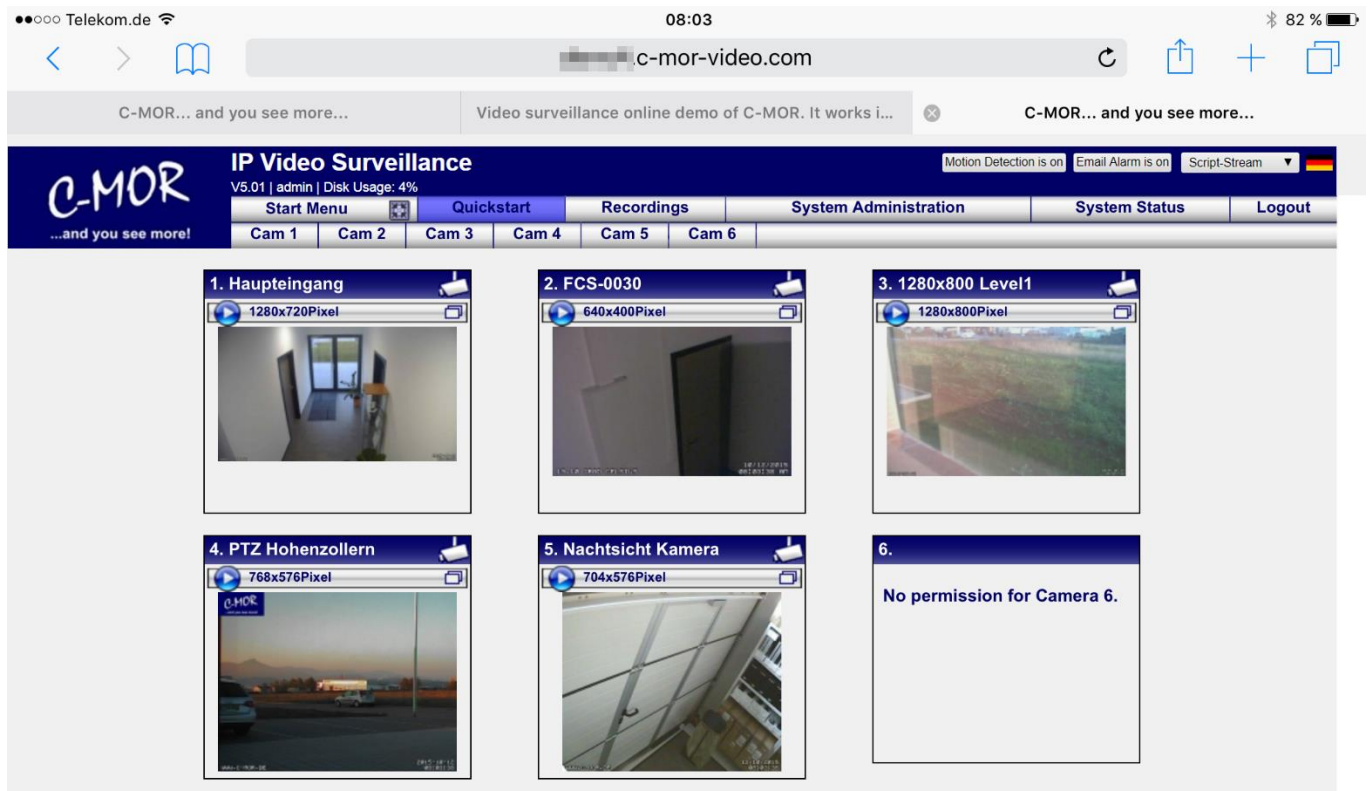 Telekom.de
08:03
82 %
.c-mor-video.com
C-MOR... and you see more...
Video surveillance online demo of C-MOR. It works i...
C-MOR... and you see more...
C-MOR
...and you see more!
IP Video Surveillance
V5.01 | admin | Disk Usage: 4%
Motion Detection is on
Email Alarm is on
Script-Stream
Start Menu
Quickstart
Recordings
System Administration
System Status
Logout
Cam 1
Cam 2
Cam 3
Cam 4
Cam 5
Cam 6
1. Haupteingang
1280x720Pixel
2. FCS-0030
640x400Pixel
3. 1280x800 Level1
1280x800Pixel
4. PTZ Hohenzollern
768x576Pixel
C-MOR
5. Nachtsicht Kamera
704x576Pixel
6.
No permission for Camera 6.